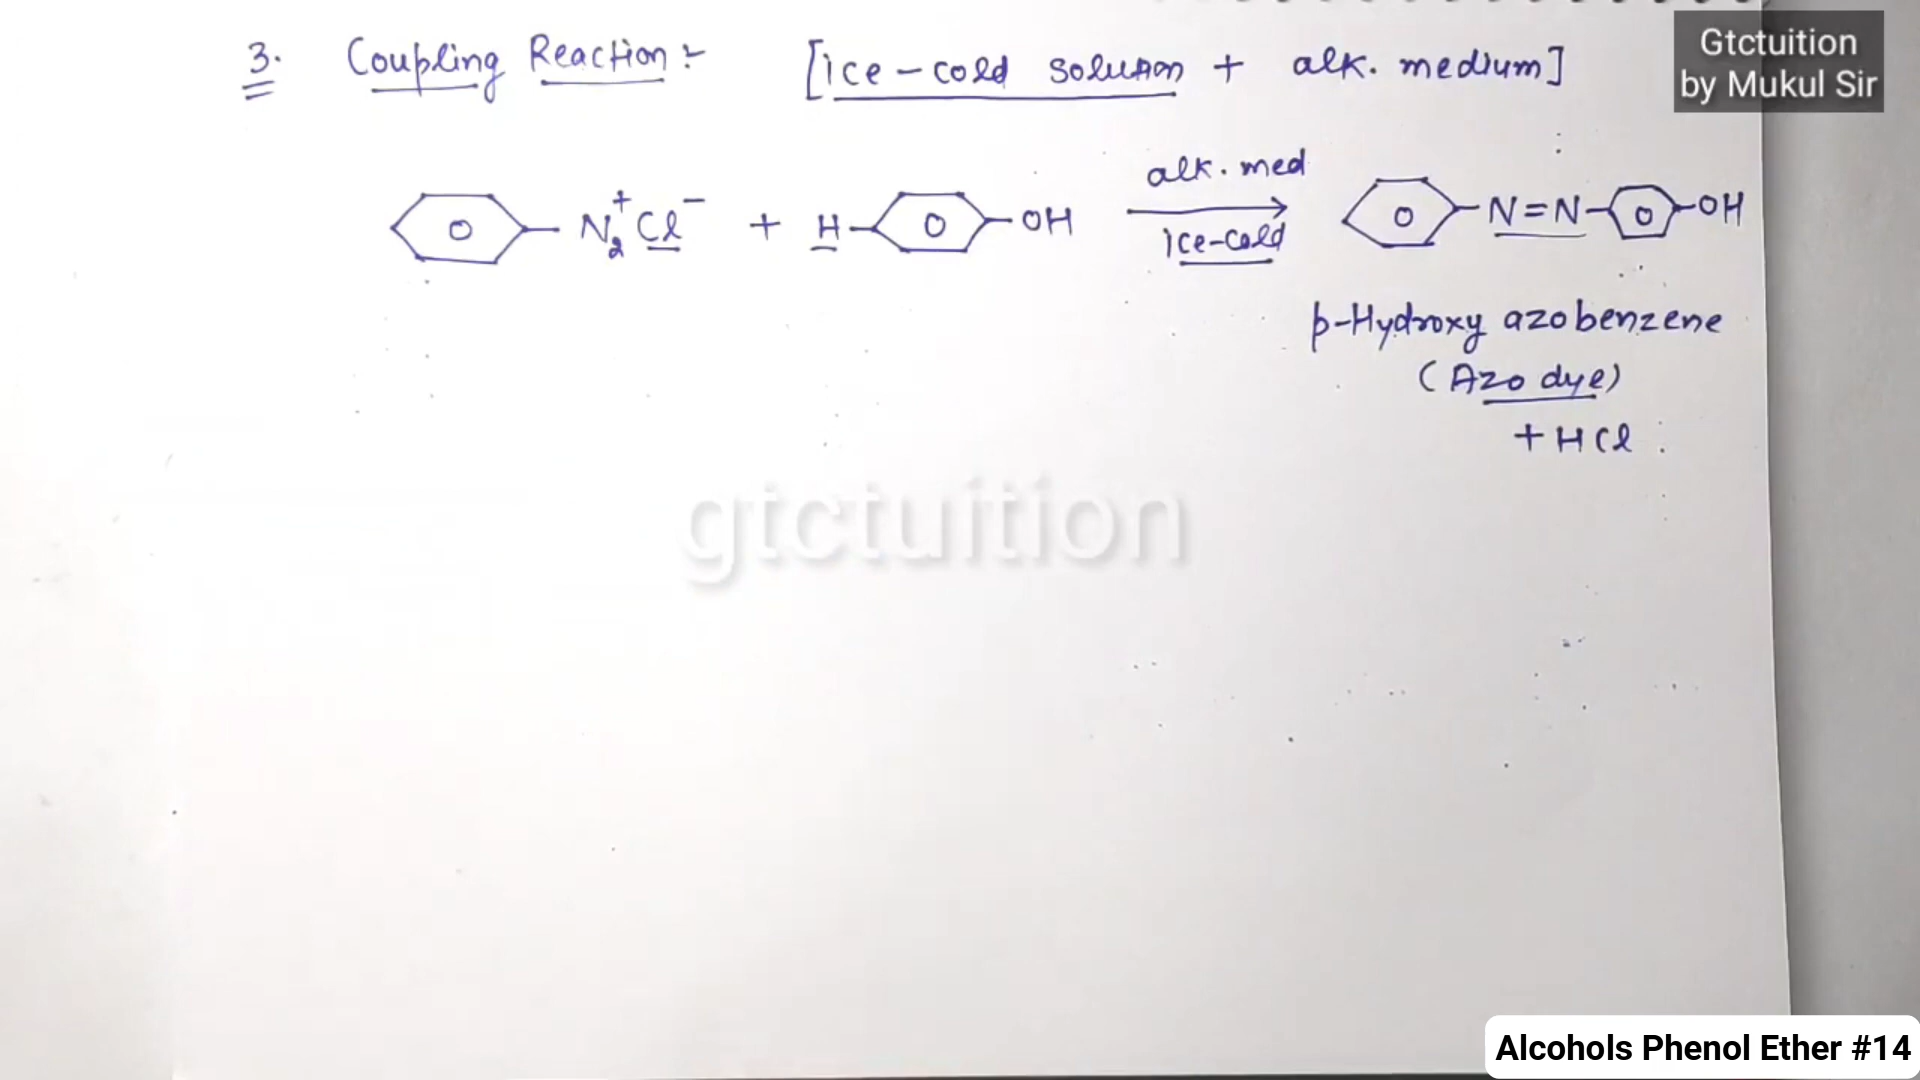 3. Coupling Reaction :- [ice-cold solution + alk. medium]
Gtctuition
by Mukul Sir
N₂⁺Cl⁻ + H- -OH
alk. med
ice-cold
-N=N- -OH
p-Hydroxy azobenzene
(Azo dye)
+ HCl
gtctuition
Alcohols Phenol Ether #14